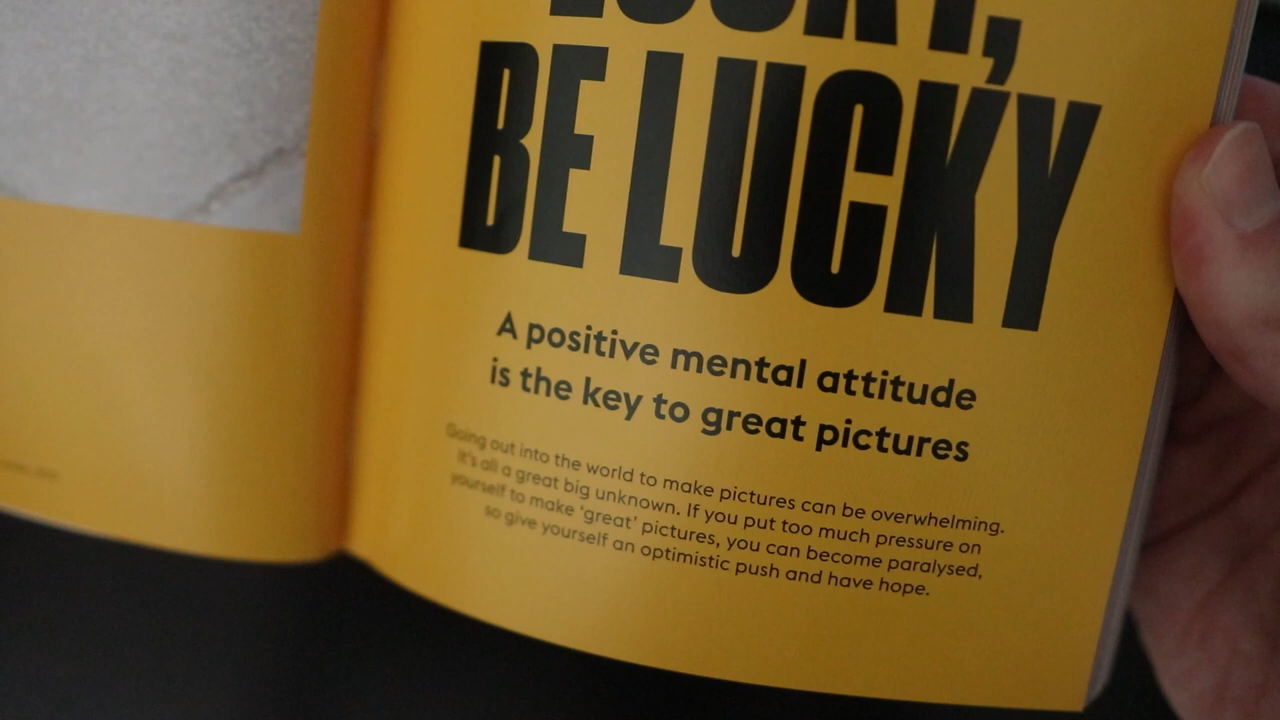 LUCKY,
BE LUCKY
A positive mental attitude
is the key to great pictures
Going out into the world to make pictures can be overwhelming.
It's all a great big unknown. If you put too much pressure on
yourself to make 'great' pictures, you can become paralysed,
so give yourself an optimistic push and have hope.